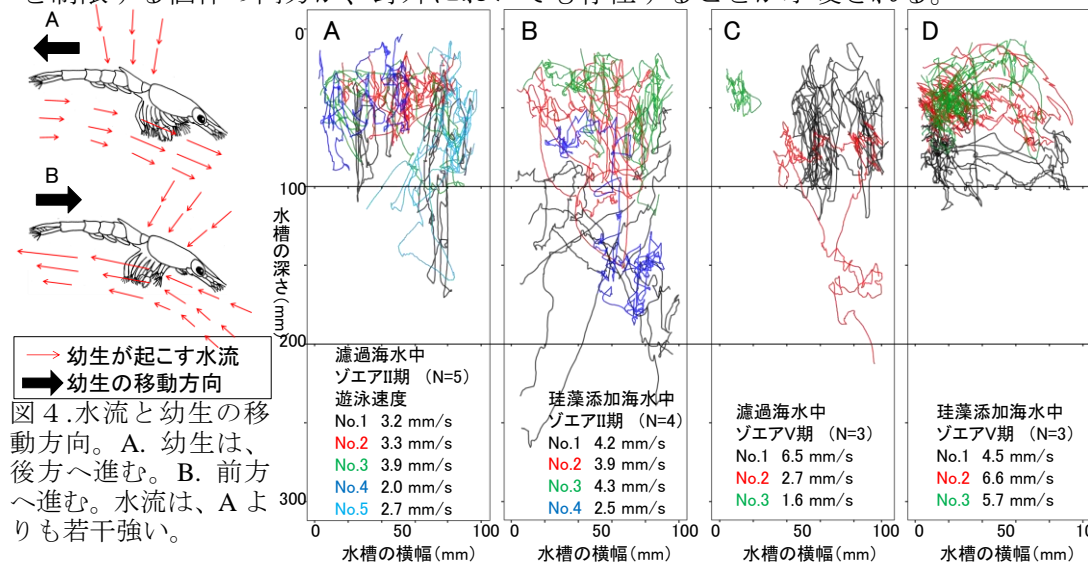 A
B
→ 幼生が起こす水流
幼生の移動方向
図4.水流と幼生の移
動方向。A. 幼生は、
後方へ進む。B. 前方
へ進む。水流は、A よ
りも若干強い。
水槽の深さ(mm)
0
100
200
300
A
濾過海水中
ゾエアII期 (N=5)
遊泳速度
No.1 3.2 mm/s
No.2 3.3 mm/s
No.3 3.9 mm/s
No.4 2.0 mm/s
No.5 2.7 mm/s
0 50 100
水槽の横幅(mm)
B
珪藻添加海水中
ゾエアII期 (N=4)
No.1 4.2 mm/s
No.2 3.9 mm/s
No.3 4.3 mm/s
No.4 2.5 mm/s
0 50 100
水槽の横幅(mm)
C
濾過海水中
ゾエアV期 (N=3)
No.1 6.5 mm/s
No.2 2.7 mm/s
No.3 1.6 mm/s
0 50 100
水槽の横幅(mm)
D
珪藻添加海水中
ゾエアV期 (N=3)
No.1 4.5 mm/s
No.2 6.6 mm/s
No.3 5.7 mm/s
0 50
水槽の横幅(mm)